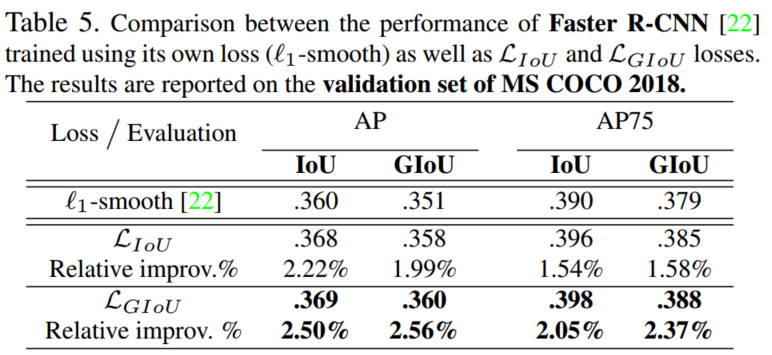 Table 5. Comparison between the performance of Faster R-CNN [22]
trained using its own loss (ℓ1-smooth) as well as ℒIoU and ℒGIoU losses.
The results are reported on the validation set of MS COCO 2018.
Loss / Evaluation AP AP75
IoU GIoU IoU GIoU
ℓ1-smooth [22] .360 .351 .390 .379
ℒIoU .368 .358 .396 .385
Relative improv.% 2.22% 1.99% 1.54% 1.58%
ℒGIoU .369 .360 .398 .388
Relative improv. % 2.50% 2.56% 2.05% 2.37%